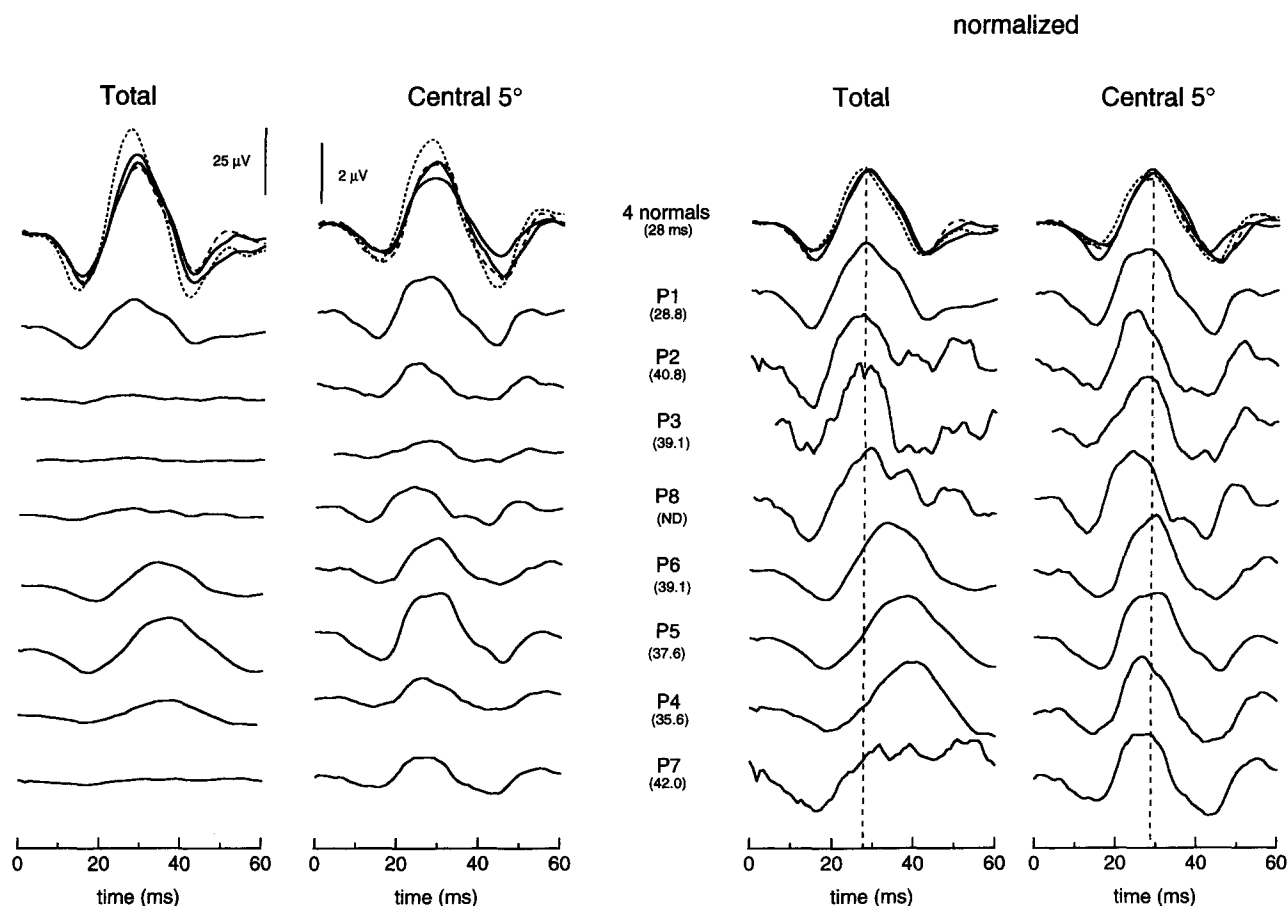 normalized
Total
Central 5°
Total
Central 5°
25 µV
2 µV
4 normals
(28 ms)
P1
(28.8)
P2
(40.8)
P3
(39.1)
P8
(ND)
P6
(39.1)
P5
(37.6)
P4
(35.6)
P7
(42.0)
0 20 40 60
0 20 40 60
0 20 40 60
0 20 40 60
time (ms)
time (ms)
time (ms)
time (ms)